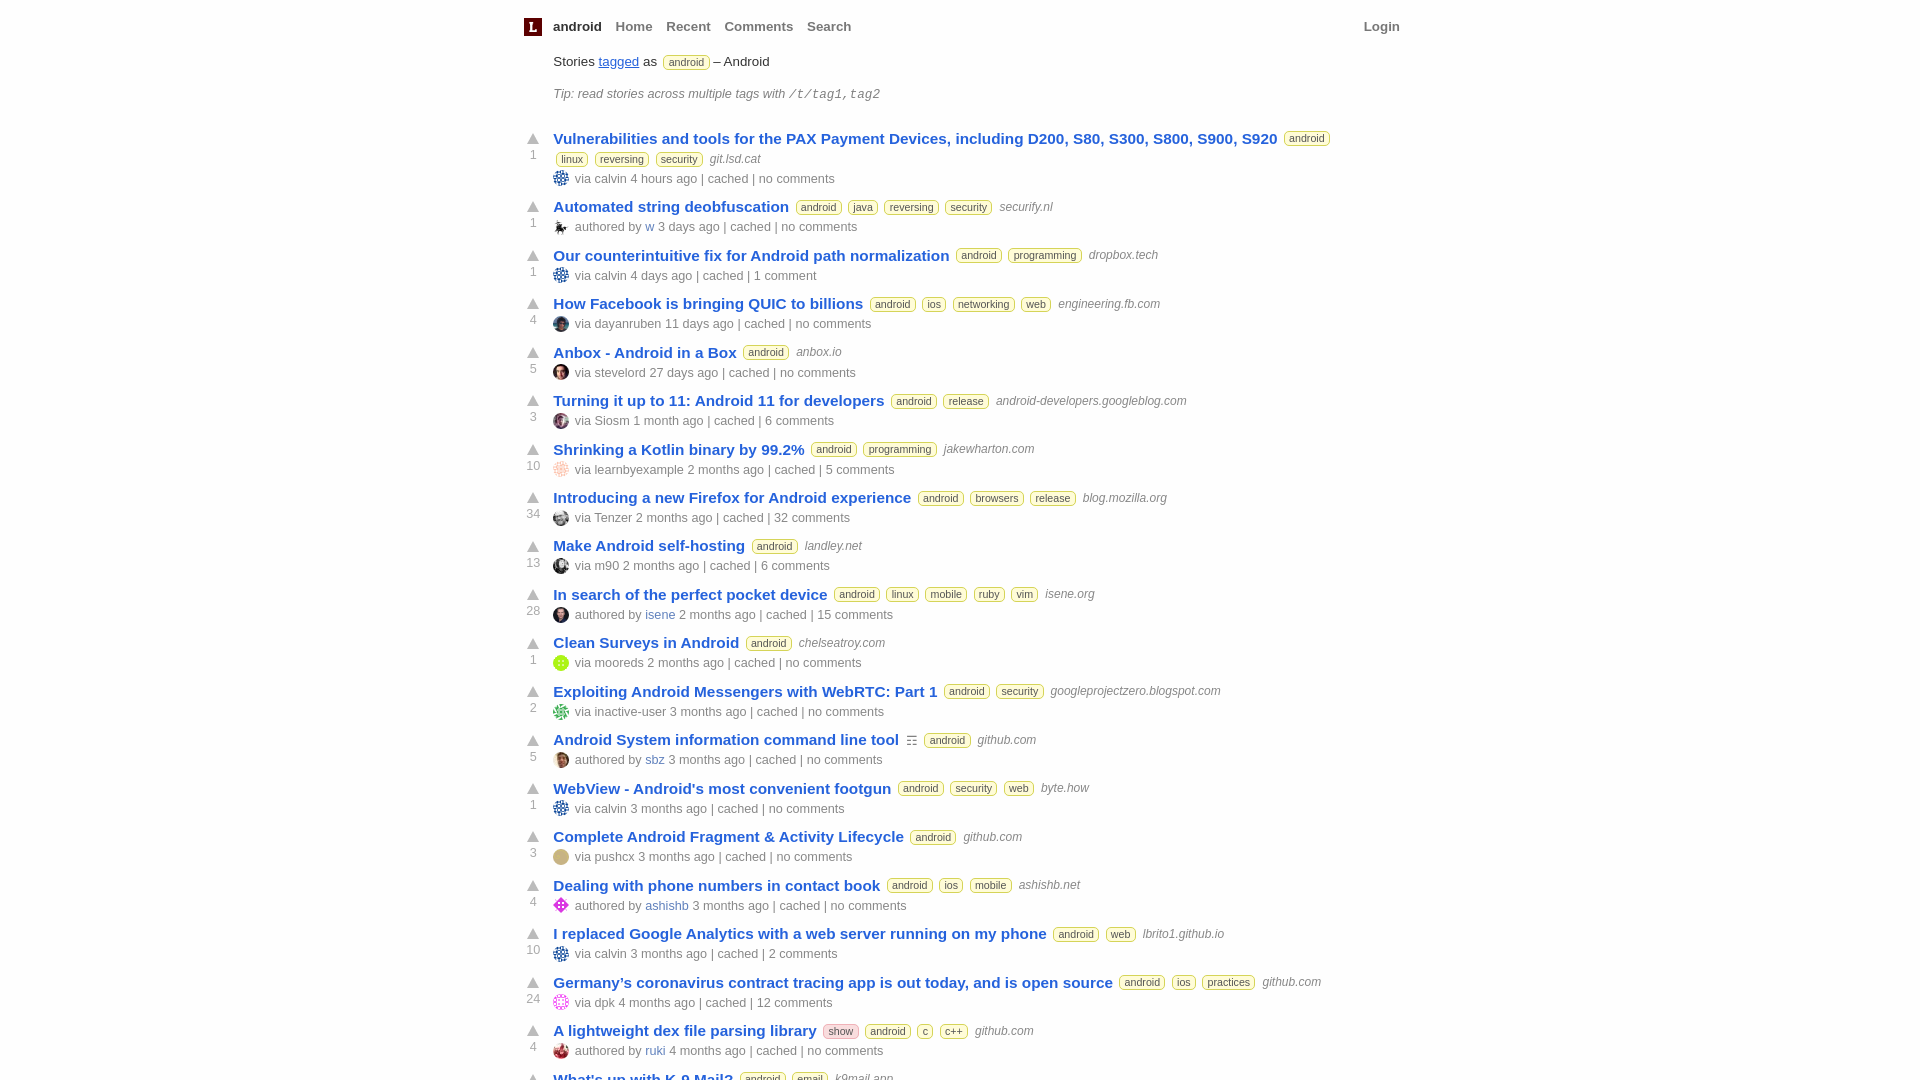 L android Home Recent Comments Search Login
Stories tagged as android – Android
Tip: read stories across multiple tags with /t/tag1,tag2
Vulnerabilities and tools for the PAX Payment Devices, including D200, S80, S300, S800, S900, S920 android
1 linux reversing security git.lsd.cat
via calvin 4 hours ago | cached | no comments
Automated string deobfuscation android java reversing security securify.nl
1 authored by w 3 days ago | cached | no comments
Our counterintuitive fix for Android path normalization android programming dropbox.tech
1 via calvin 4 days ago | cached | 1 comment
How Facebook is bringing QUIC to billions android ios networking web engineering.fb.com
4 via dayanruben 11 days ago | cached | no comments
Anbox - Android in a Box android anbox.io
5 via stevelord 27 days ago | cached | no comments
Turning it up to 11: Android 11 for developers android release android-developers.googleblog.com
3 via Siosm 1 month ago | cached | 6 comments
Shrinking a Kotlin binary by 99.2% android programming jakewharton.com
10 via learnbyexample 2 months ago | cached | 5 comments
Introducing a new Firefox for Android experience android browsers release blog.mozilla.org
34 via Tenzer 2 months ago | cached | 32 comments
Make Android self-hosting android landley.net
13 via m90 2 months ago | cached | 6 comments
In search of the perfect pocket device android linux mobile ruby vim isene.org
28 authored by isene 2 months ago | cached | 15 comments
Clean Surveys in Android android chelseatroy.com
1 via mooreds 2 months ago | cached | no comments
Exploiting Android Messengers with WebRTC: Part 1 android security googleprojectzero.blogspot.com
2 via inactive-user 3 months ago | cached | no comments
Android System information command line tool ☶ android github.com
5 authored by sbz 3 months ago | cached | no comments
WebView - Android's most convenient footgun android security web byte.how
1 via calvin 3 months ago | cached | no comments
Complete Android Fragment & Activity Lifecycle android github.com
3 via pushcx 3 months ago | cached | no comments
Dealing with phone numbers in contact book android ios mobile ashishb.net
4 authored by ashishb 3 months ago | cached | no comments
I replaced Google Analytics with a web server running on my phone android web lbrito1.github.io
10 via calvin 3 months ago | cached | 2 comments
Germany’s coronavirus contract tracing app is out today, and is open source android ios practices github.com
24 via dpk 4 months ago | cached | 12 comments
A lightweight dex file parsing library show android c c++ github.com
4 authored by ruki 4 months ago | cached | no comments
What's up with K-9 Mail? android email k9mail.app